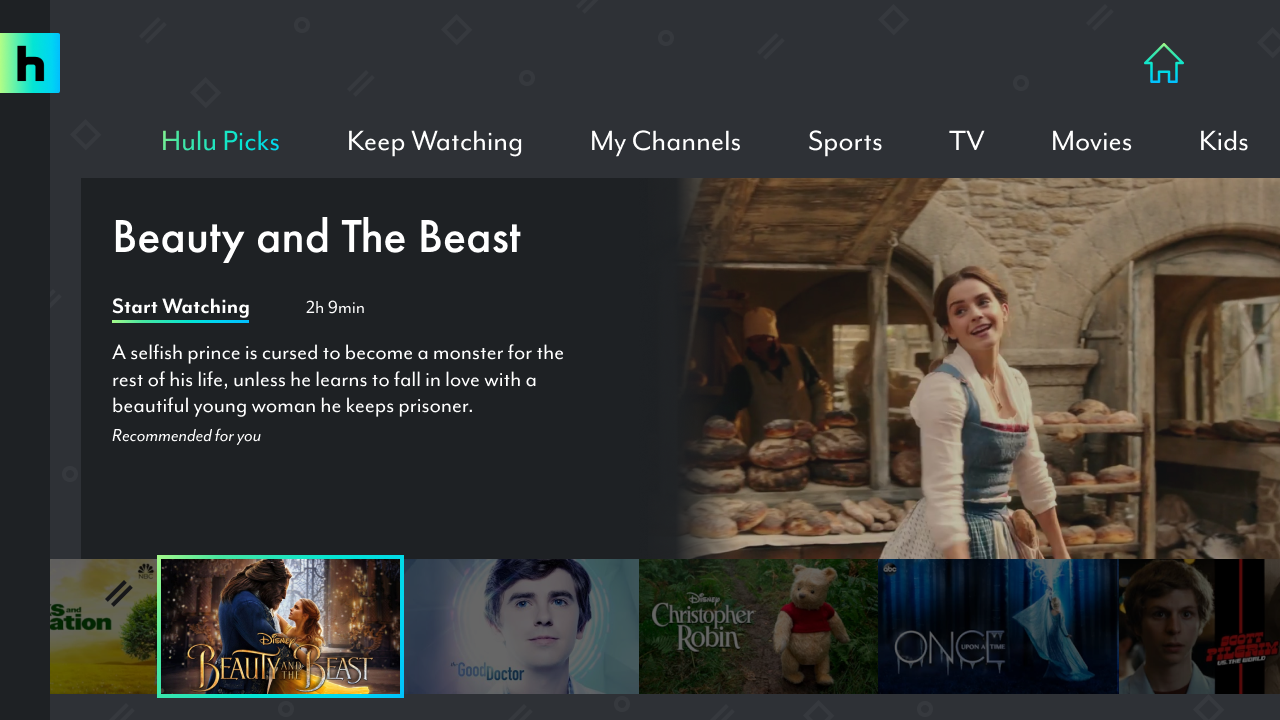 h
Hulu Picks
Keep Watching
My Channels
Sports
TV
Movies
Kids
Beauty and The Beast
Start Watching
2h 9min
A selfish prince is cursed to become a monster for the
rest of his life, unless he learns to fall in love with a
beautiful young woman he keeps prisoner.
Recommended for you
NBC
s and
ation
Disney
Beauty and the Beast
the Good Doctor
Disney
Christopher
Robin
abc
ONCE
UPON A TIME
SCOTT
PILGRIM
VS. THE WORLD